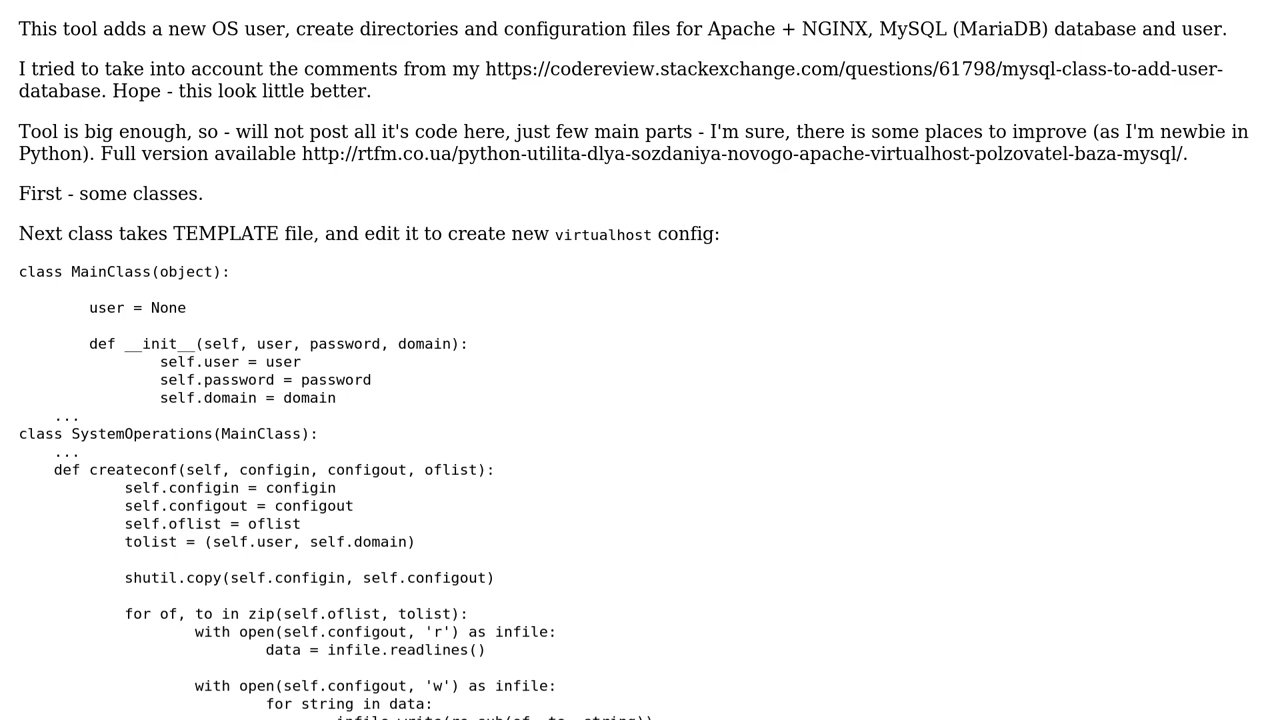 This tool adds a new OS user, create directories and configuration files for Apache + NGINX, MySQL (MariaDB) database and user.
I tried to take into account the comments from my https://codereview.stackexchange.com/questions/61798/mysql-class-to-add-user-
database. Hope - this look little better.
Tool is big enough, so - will not post all it's code here, just few main parts - I'm sure, there is some places to improve (as I'm newbie in
Python). Full version available http://rtfm.co.ua/python-utilita-dlya-sozdaniya-novogo-apache-virtualhost-polzovatel-baza-mysql/.
First - some classes.
Next class takes TEMPLATE file, and edit it to create new virtualhost config:
class MainClass(object):
        user = None
        def __init__(self, user, password, domain):
                self.user = user
                self.password = password
                self.domain = domain
    ...
class SystemOperations(MainClass):
    ...
    def createconf(self, configin, configout, oflist):
            self.configin = configin
            self.configout = configout
            self.oflist = oflist
            tolist = (self.user, self.domain)
            shutil.copy(self.configin, self.configout)
            for of, to in zip(self.oflist, tolist):
                    with open(self.configout, 'r') as infile:
                            data = infile.readlines()
                    with open(self.configout, 'w') as infile:
                            for string in data:
                                    infile.write(re.sub(of, to, string))